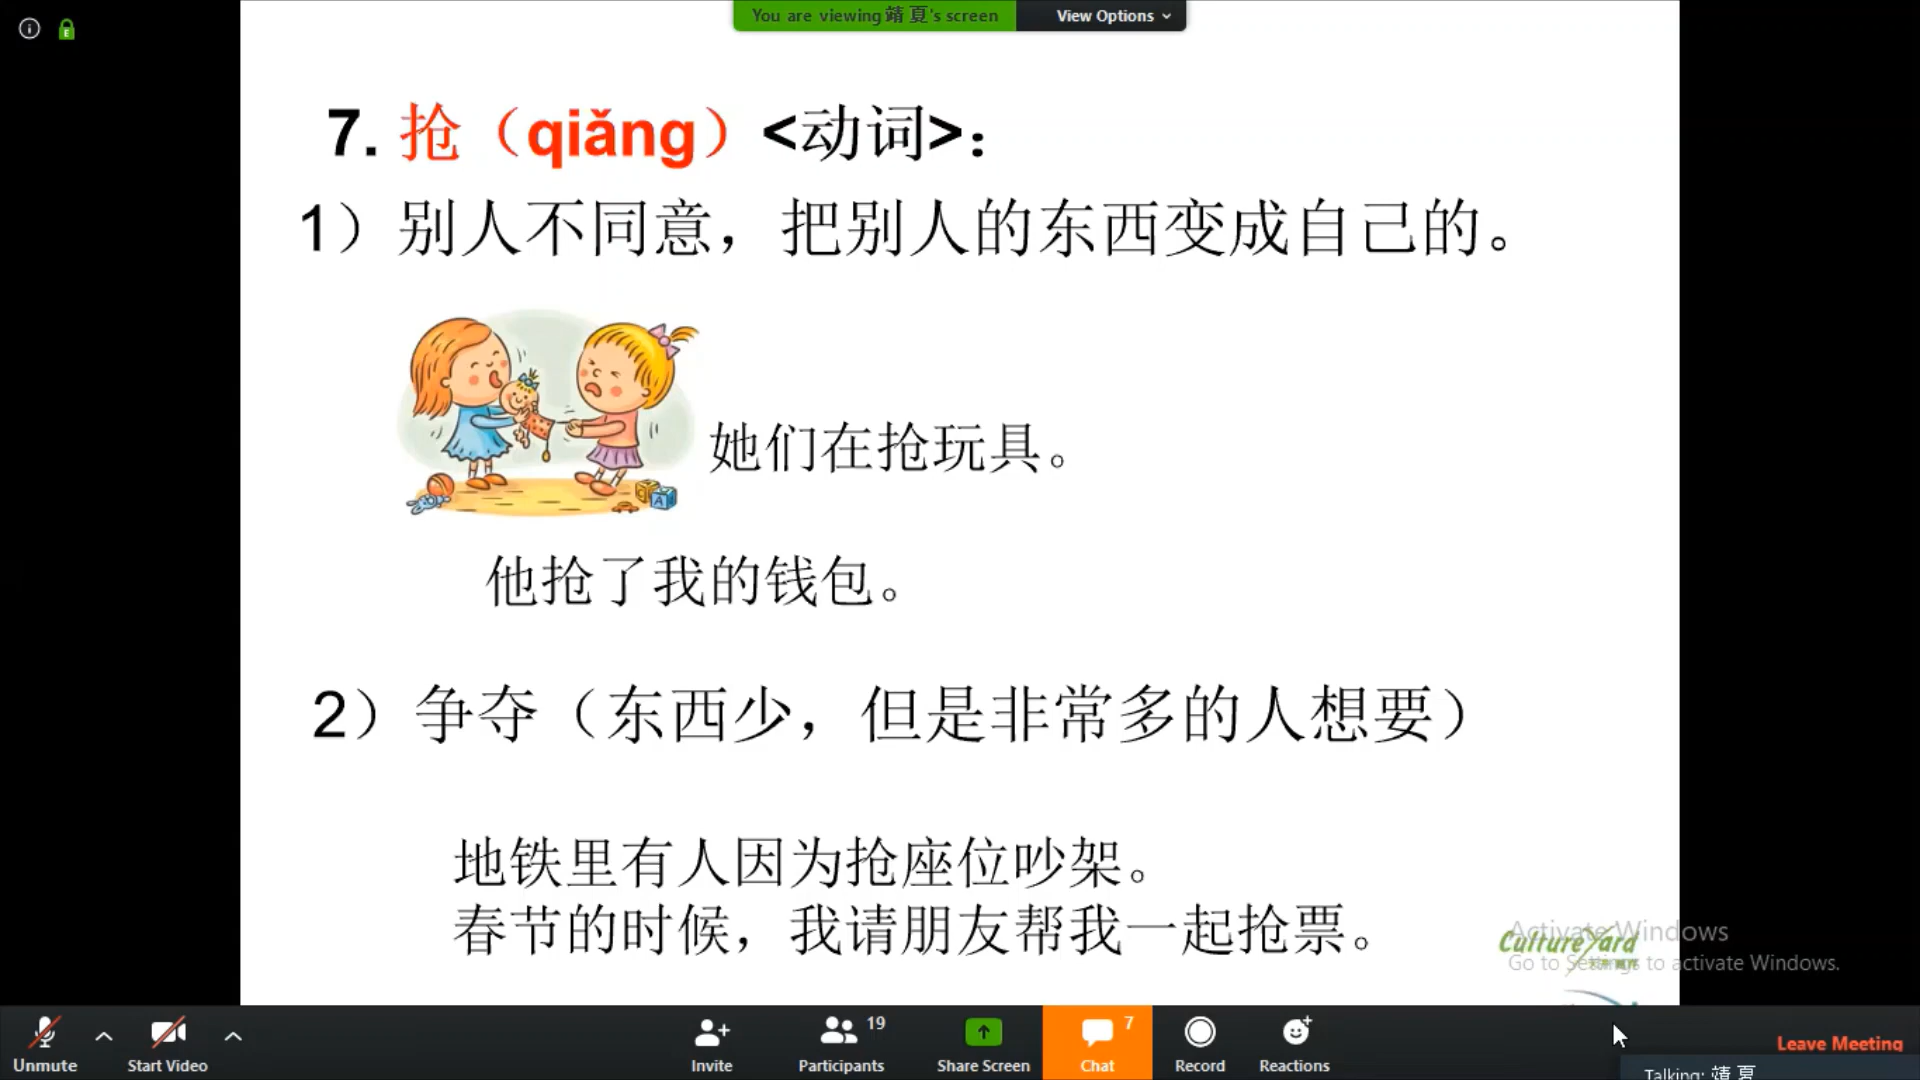 You are viewing 靖 夏's screen
View Options
E
7. 抢（qiǎng）<动词>：
1）别人不同意，把别人的东西变成自己的。
她们在抢玩具。
A
他抢了我的钱包。
2）争夺（东西少，但是非常多的人想要）
地铁里有人因为抢座位吵架。
春节的时候，我请朋友帮我一起抢票。
Activate Windows
CultureYard
Go to Settings to activate Windows.
Unmute
Start Video
Invite
19
Participants
Share Screen
7
Chat
Record
Reactions
Leave Meeting
Talking: 靖 夏